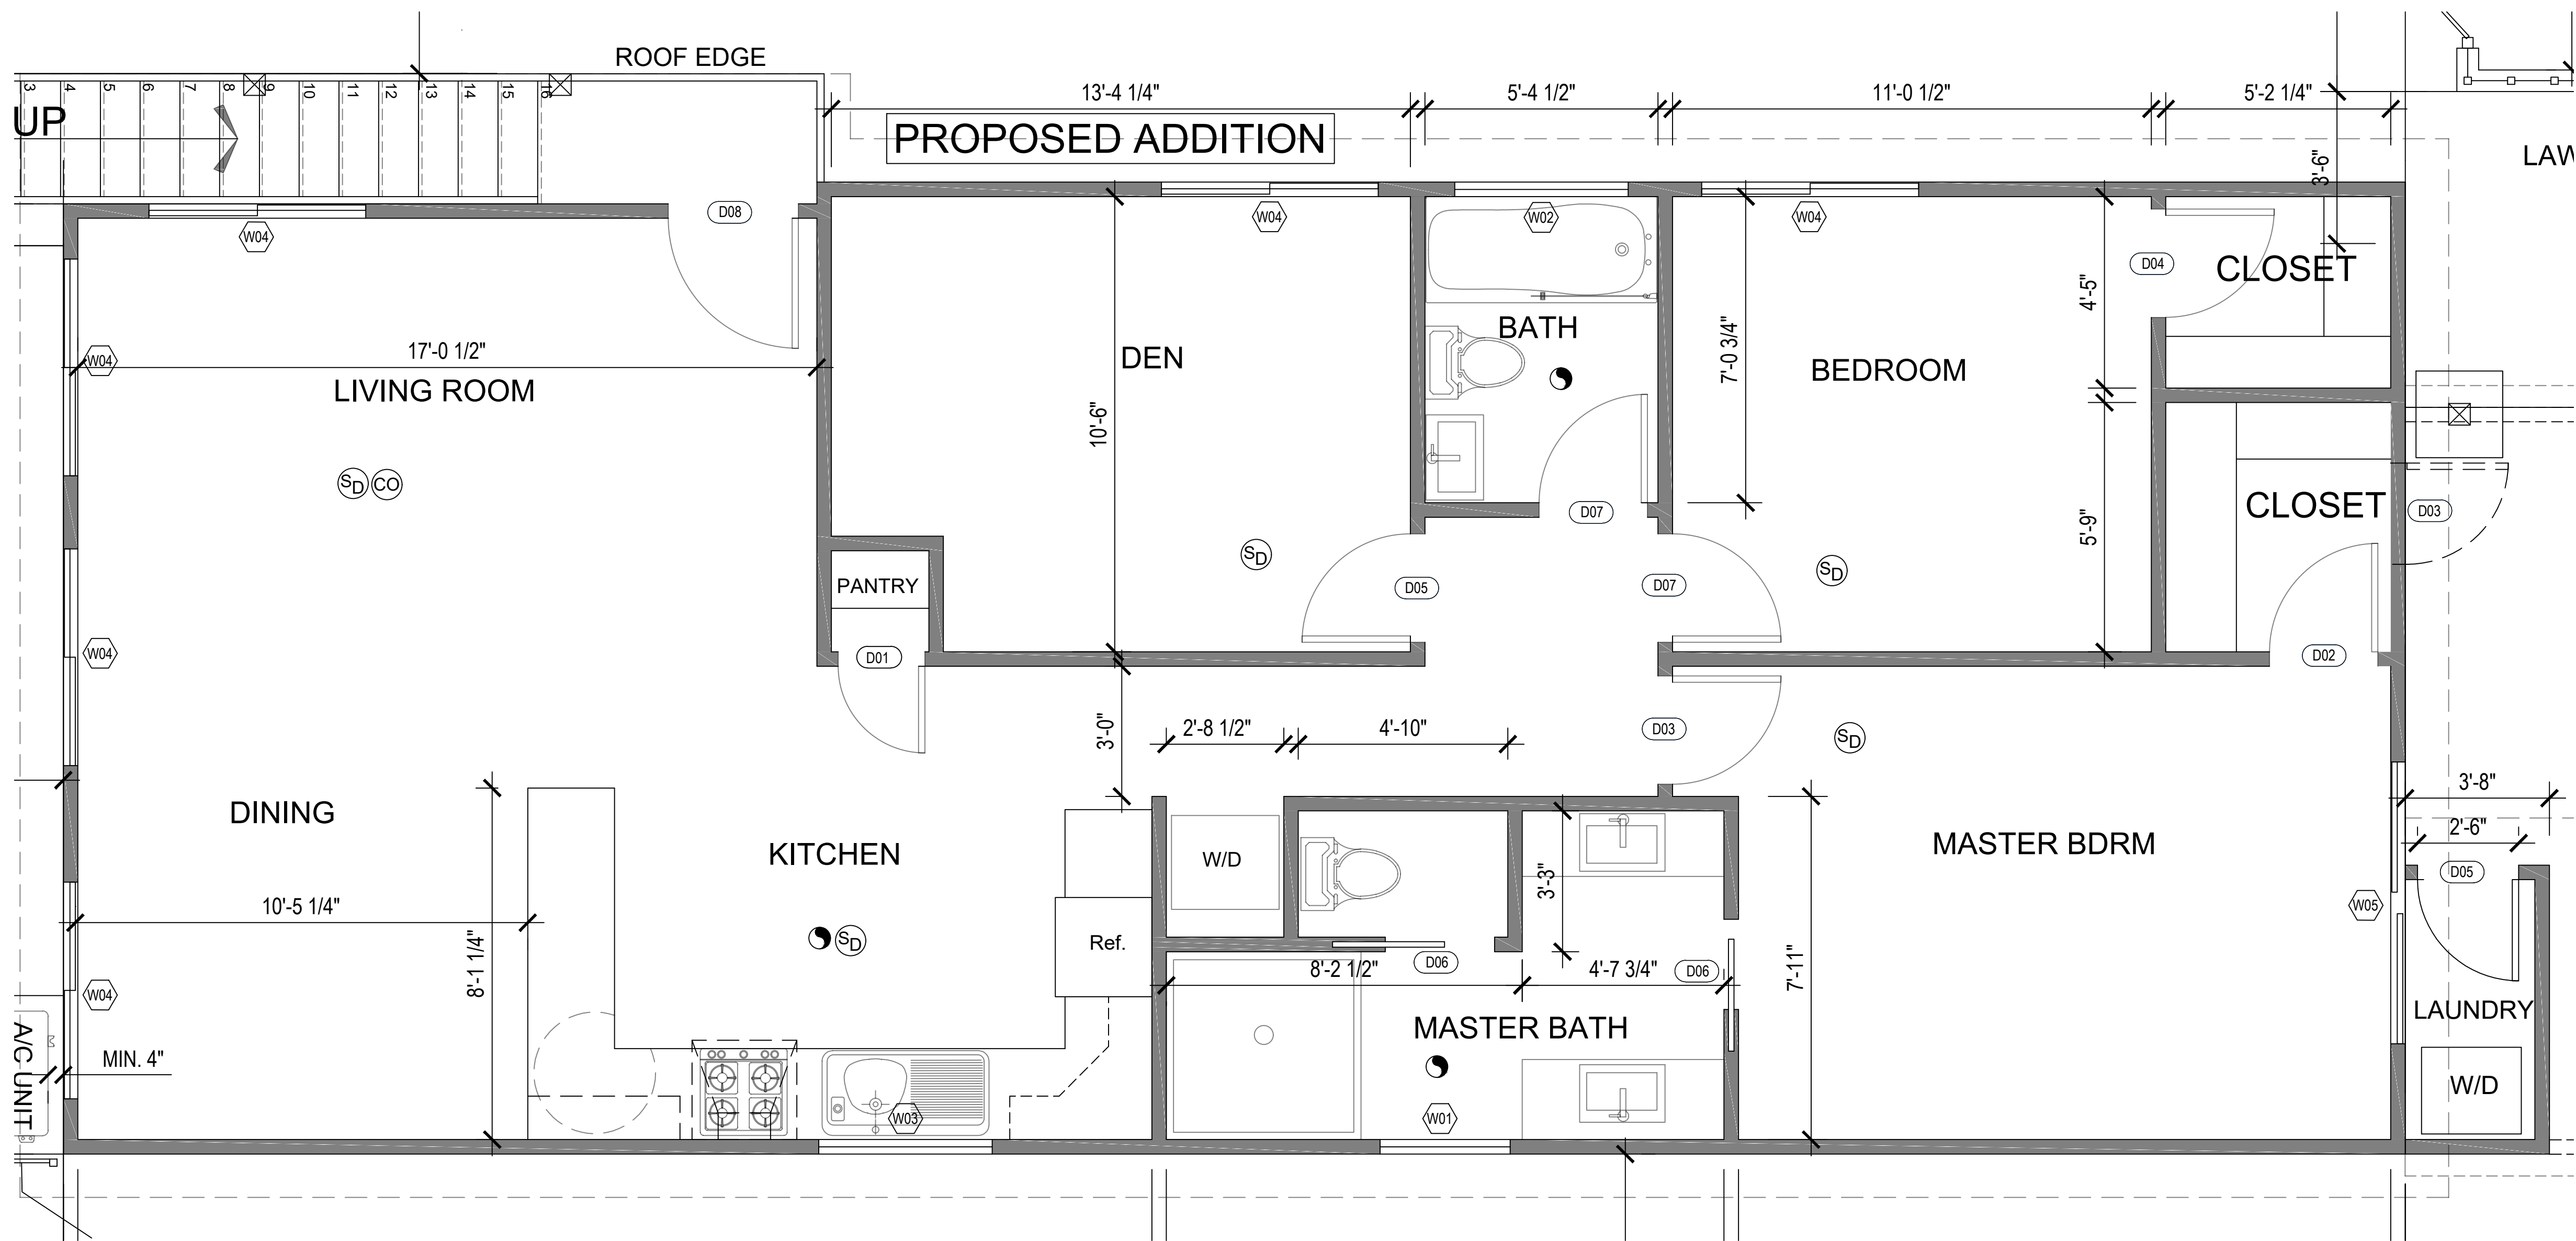 ROOF EDGE
3
4
5
6
7
8
9
10
11
12
13
14
15
16
UP
13'-4 1/4"
5'-4 1/2"
11'-0 1/2"
5'-2 1/4"
PROPOSED ADDITION
3'-6"
D08
W04
W04
W02
W04
D04
CLOSET
4'-5"
BATH
7'-0 3/4"
W04
17'-0 1/2"
LIVING ROOM
DEN
BEDROOM
10'-6"
SD
CO
CLOSET
D03
D07
5'-9"
SD
SD
PANTRY
D05
D07
D01
D02
W04
3'-0"
2'-8 1/2"
4'-10"
D03
SD
3'-8"
2'-6"
DINING
KITCHEN
W/D
3'-3"
MASTER BDRM
D05
10'-5 1/4"
8'-1 1/4"
SD
Ref.
W05
D06
8'-2 1/2"
4'-7 3/4"
D06
7'-11"
W04
LAUNDRY
MASTER BATH
A/C UNIT
MIN. 4"
W03
W01
W/D